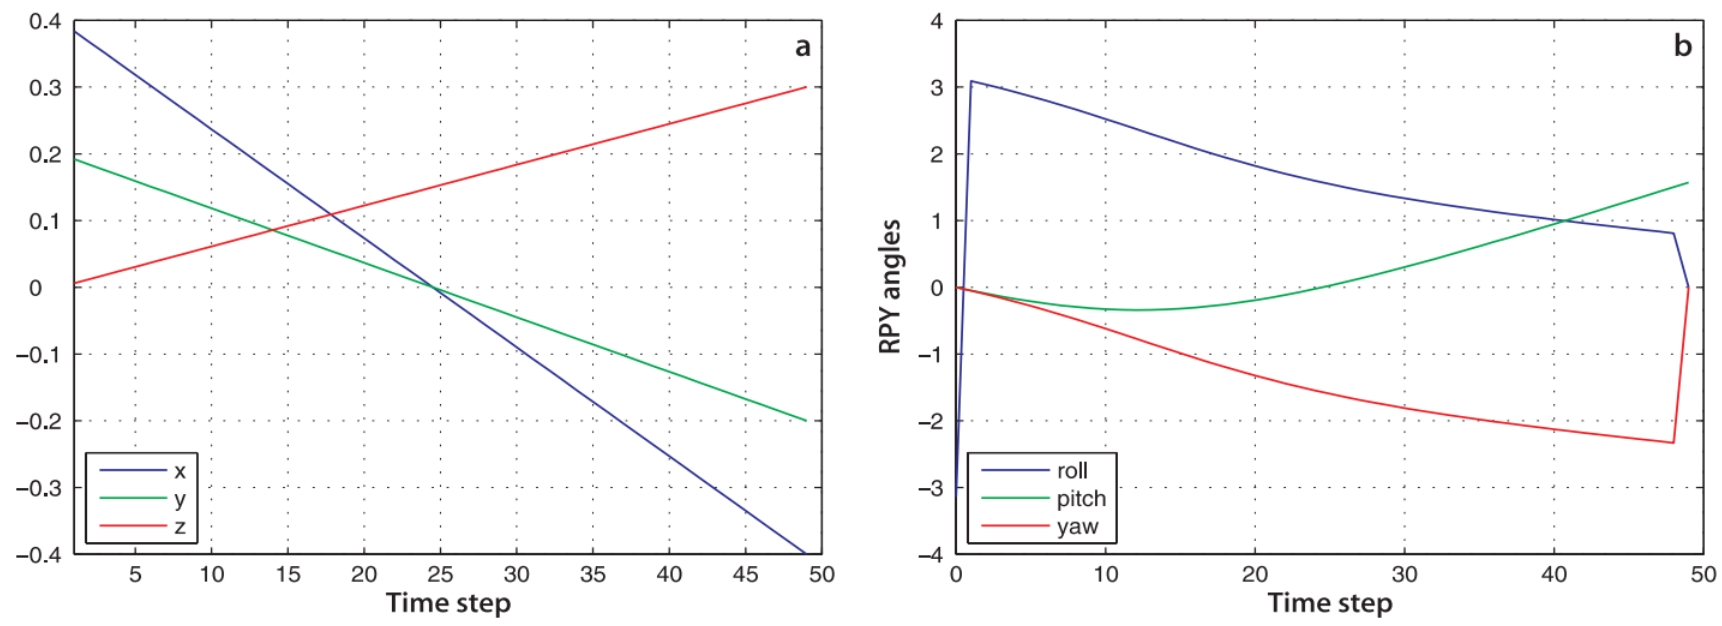 a
0.4
0.3
0.2
0.1
0
−0.1
−0.2
−0.3
−0.4
x
y
z
5 10 15 20 25 30 35 40 45 50
Time step
b
RPY angles
4
3
2
1
0
−1
−2
−3
−4
roll
pitch
yaw
0 10 20 30 40 50
Time step